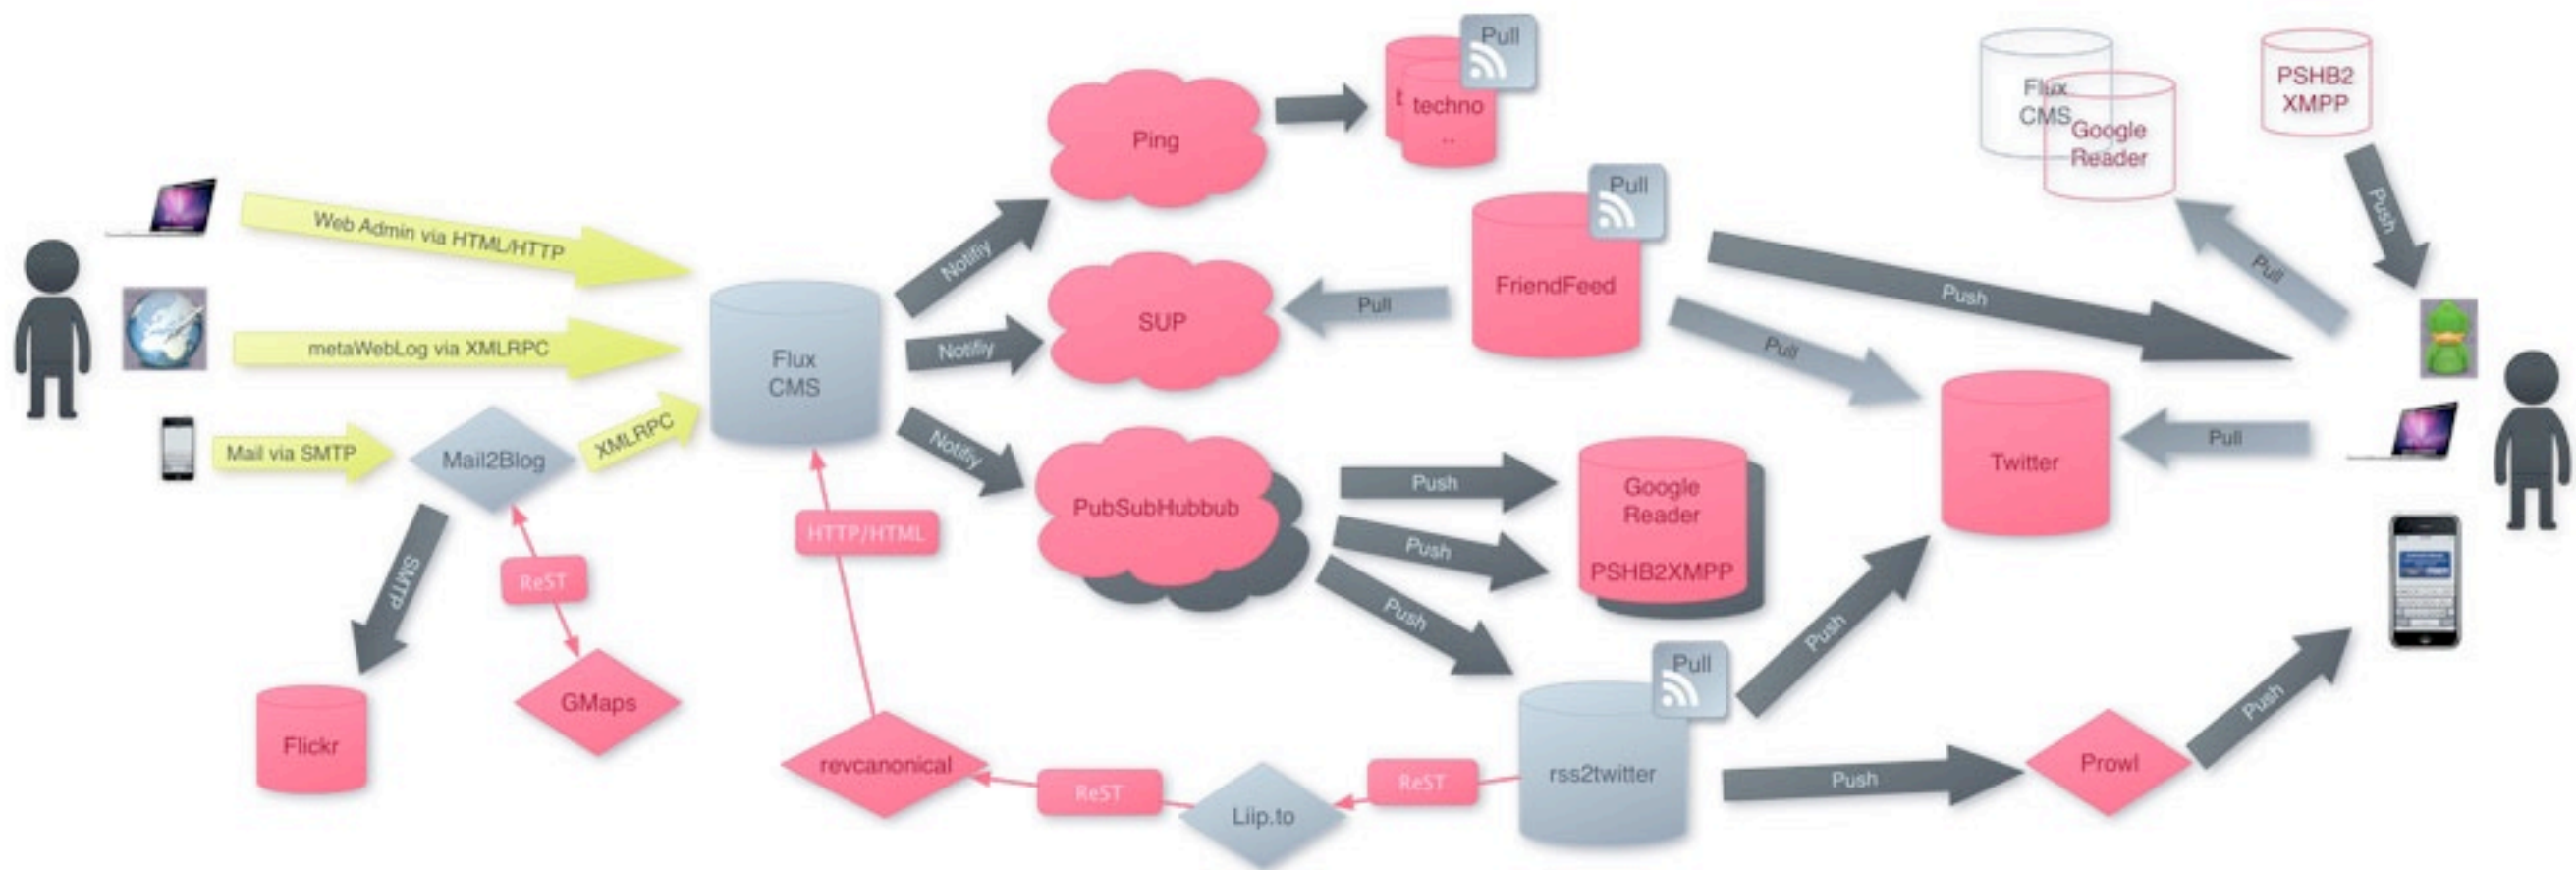 Web Admin via HTML/HTTP
metaWebLog via XMLRPC
Mail via SMTP
Mail2Blog
XMLRPC
SMTP
ReST
Flickr
GMaps
Flux
CMS
HTTP/HTML
revcanonical
Notifiy
Notifiy
Notifiy
Ping
SUP
PubSubHubbub
techno
..
Pull
Pull
FriendFeed
Pull
Push
Pull
Push
Push
Push
Google
Reader
PSHB2XMPP
Pull
rss2twitter
ReST
Liip.to
ReST
Push
Push
Prowl
Push
Twitter
Pull
Flux
CMS
Google
Reader
PSHB2
XMPP
Push
Pull